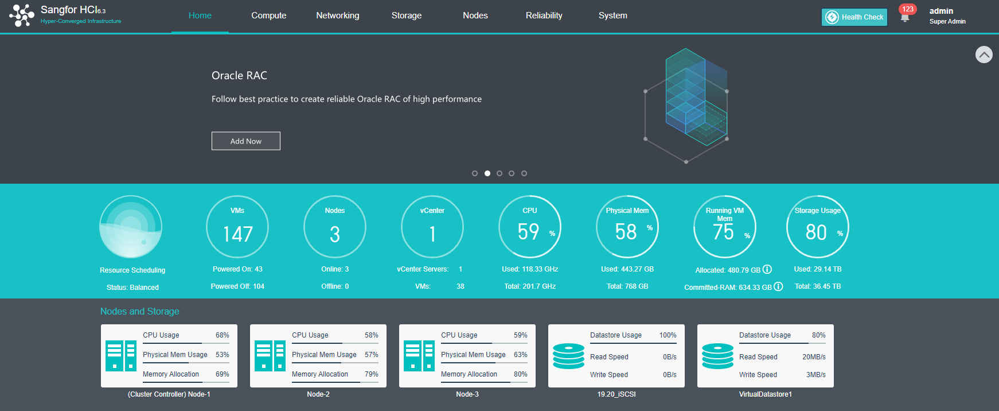 Sangfor HCI6.3
Hyper-Converged Infrastructure
Home
Compute
Networking
Storage
Nodes
Reliability
System
Health Check
123
admin
Super Admin
Oracle RAC
Follow best practice to create reliable Oracle RAC of high performance
Add Now
VMs
147
Powered On: 43
Powered Off: 104
Nodes
3
Online: 3
Offline: 0
vCenter
1
vCenter Servers: 1
VMs: 38
CPU
59 %
Used: 118.33 GHz
Total: 201.7 GHz
Physical Mem
58 %
Used: 443.27 GB
Total: 768 GB
Running VM
Mem
75 %
Allocated: 480.79 GB
Committed-RAM: 634.33 GB
Storage Usage
80 %
Used: 29.14 TB
Total: 36.45 TB
Resource Scheduling
Status: Balanced
Nodes and Storage
CPU Usage 68%
Physical Mem Usage 53%
Memory Allocation 69%
(Cluster Controller) Node-1
CPU Usage 58%
Physical Mem Usage 57%
Memory Allocation 79%
Node-2
CPU Usage 59%
Physical Mem Usage 63%
Memory Allocation 80%
Node-3
Datastore Usage 100%
Read Speed 0B/s
Write Speed 0B/s
19.20_iSCSI
Datastore Usage 80%
Read Speed 20MB/s
Write Speed 3MB/s
VirtualDatastore1